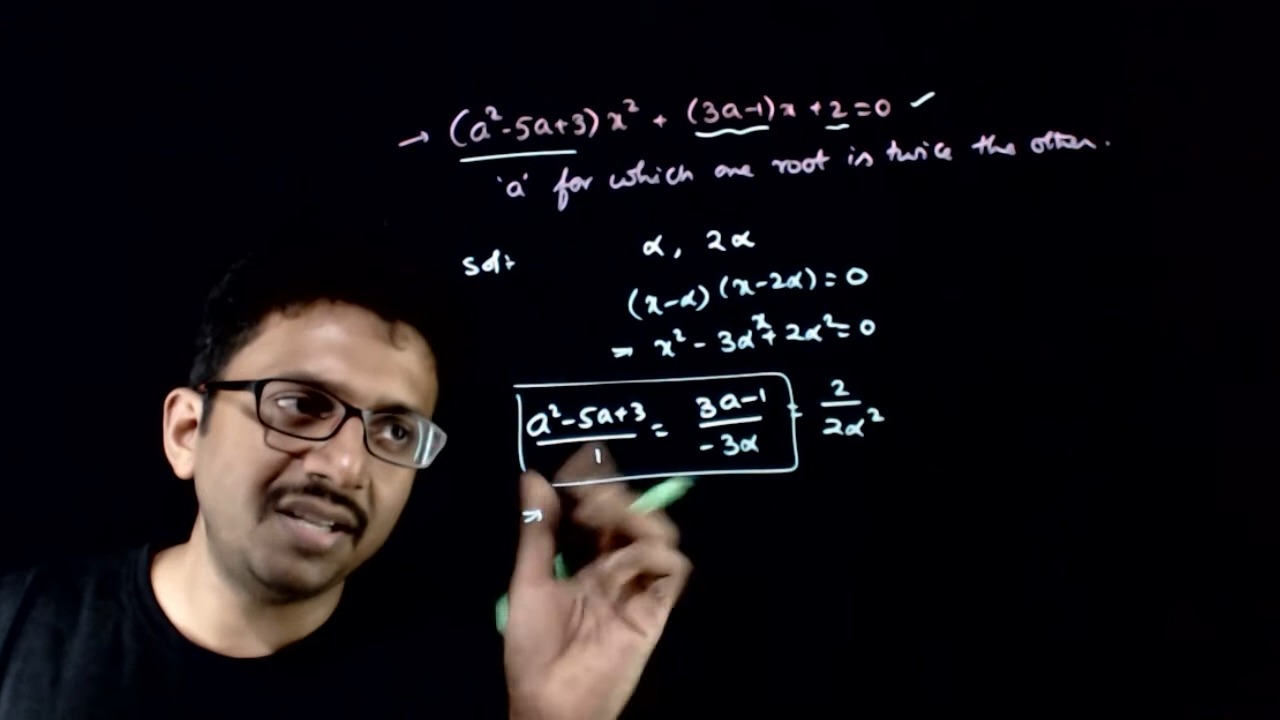 → (a²-5a+3)x² + (3a-1)x + 2 = 0 ✓
'a' for which one root is twice the other.
Sol:
α, 2α
(x-α)(x-2α) = 0
⇒ x² - 3αx + 2α² = 0
a²-5a+3/1 = 3a-1/-3α = 2/2α²
⇒